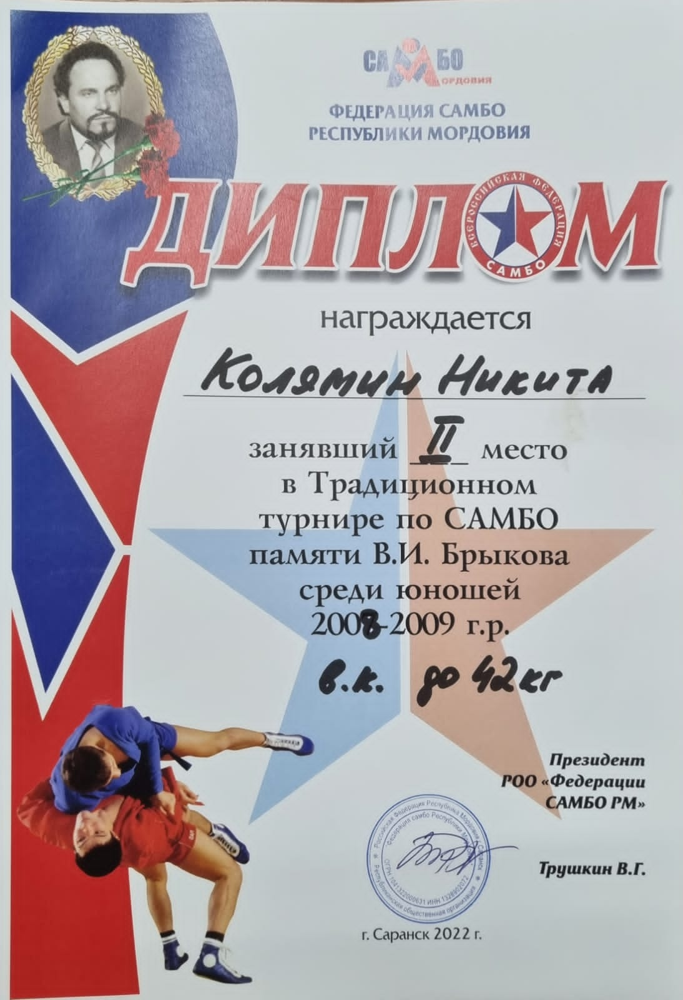 САМБО
МОРДОВИЯ
ФЕДЕРАЦИЯ САМБО
РЕСПУБЛИКИ МОРДОВИЯ
ДИПЛОМ
ВСЕРОССИЙСКАЯ ФЕДЕРАЦИЯ
САМБО
награждается
Колямин Никита
занявший II место
в Традиционном
турнире по САМБО
памяти В.И. Брыкова
среди юношей
2008-2009 г.р.
в.к. до 42кг
Президент
РОО «Федерации
САМБО РМ»
Российская Федерация Республика Мордовия г. Саранск
Республиканская общественная организация
Федерация самбо Республики Мордовия
ОГРН 1041322000631 ИНН 1328902072
Трушкин В.Г.
г. Саранск 2022 г.